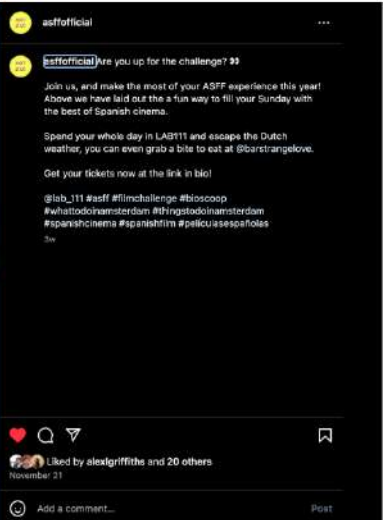 asffofficial
asffofficial Are you up for the challenge? 👀
Join us, and make the most of your ASFF experience this year!
Above we have laid out the a fun way to fill your Sunday with
the best of Spanish cinema.
Spend your whole day in LAB111 and escape the Dutch
weather, you can even grab a bite to eat at @barstrangelove.
Get your tickets now at the link in bio!
@lab_111 #asff #filmchallenge #bioscoop
#whattodoinamsterdam #thingstodoinamsterdam
#spanishcinema #spanishfilm #películasespañolas
3w
Liked by alexlgriffiths and 20 others
November 21
Add a comment...
Post